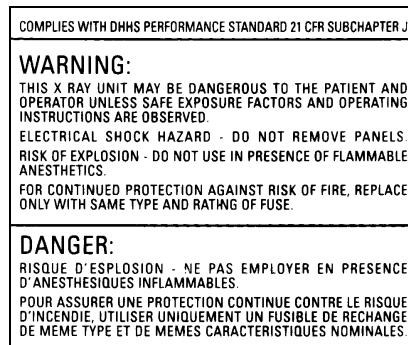 COMPLIES WITH DHHS PERFORMANCE STANDARD 21 CFR SUBCHAPTER J
WARNING:
THIS X RAY UNIT MAY BE DANGEROUS TO THE PATIENT AND
OPERATOR UNLESS SAFE EXPOSURE FACTORS AND OPERATING
INSTRUCTIONS ARE OBSERVED.
ELECTRICAL SHOCK HAZARD - DO NOT REMOVE PANELS.
RISK OF EXPLOSION - DO NOT USE IN PRESENCE OF FLAMMABLE
ANESTHETICS.
FOR CONTINUED PROTECTION AGAINST RISK OF FIRE, REPLACE
ONLY WITH SAME TYPE AND RATING OF FUSE.
DANGER:
RISQUE D'ESPLOSION - NE PAS EMPLOYER EN PRESENCE
D'ANESTHESIQUES INFLAMMABLES.
POUR ASSURER UNE PROTECTION CONTINUE CONTRE LE RISQUE
D'INCENDIE, UTILISER UNIQUEMENT UN FUSIBLE DE RECHANGE
DE MEME TYPE ET DE MEMES CARACTERISTIQUES NOMINALES.